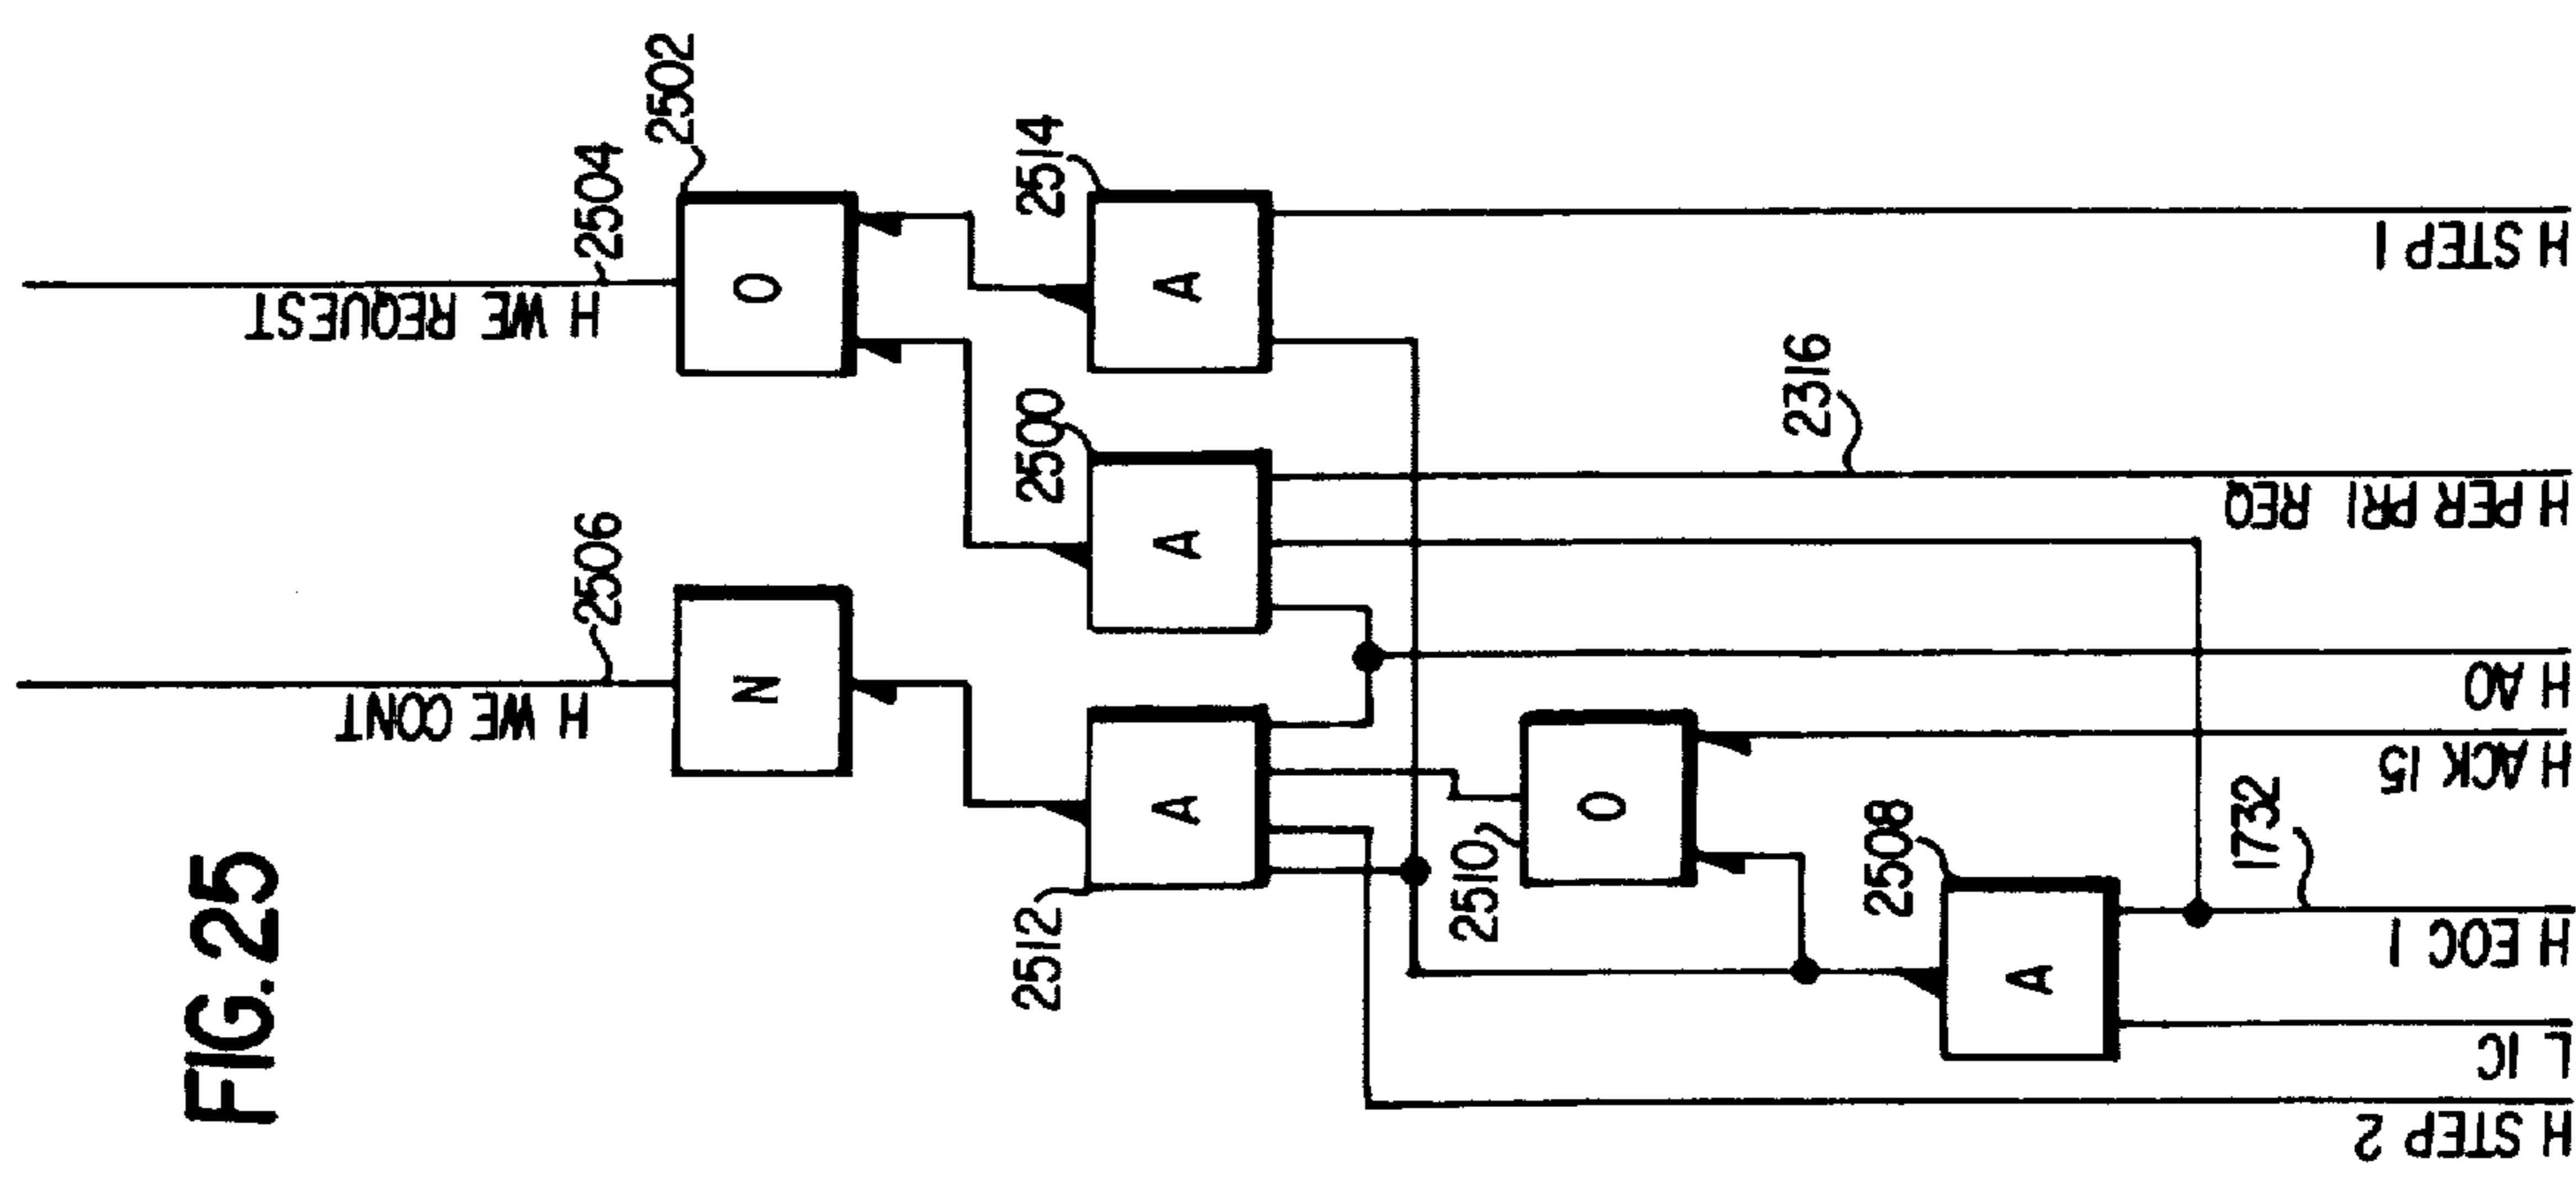 FIG. 25
H WE CONT
2506
H WE REQUEST
2504
2502
N
O
2512
A
2500
A
2514
A
2510
O
2508
A
2316
1732
H STEP 2
L IC
H EOC 1
H ACK 15
H AO
H PER PRI REQ
H STEP 1